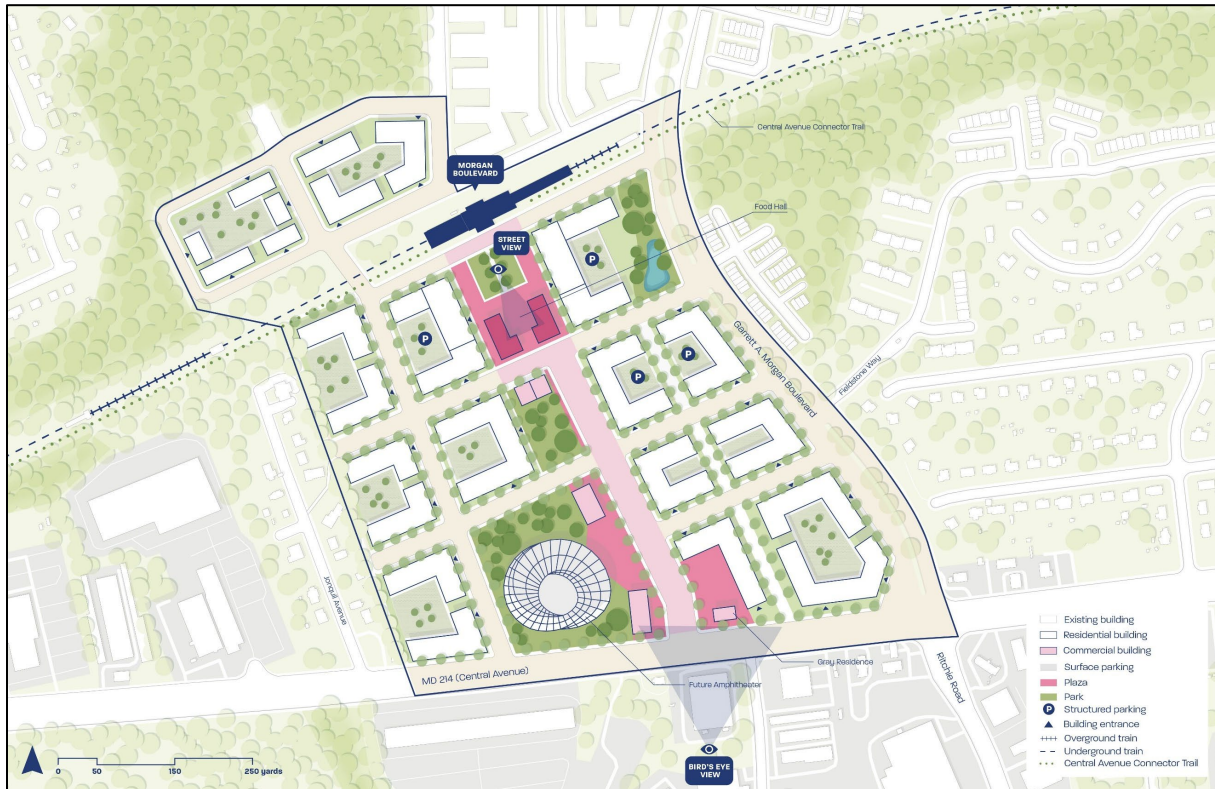 Central Avenue Connector Trail
MORGAN
BOULEVARD
Food Hall
STREET
VIEW
P
P
P
P
Garrett A. Morgan Boulevard
Fieldstone Way
Jonquil Avenue
Gray Residence
Ritchie Road
MD 214 (Central Avenue)
Future Amphitheater
BIRD'S EYE
VIEW
0 50 150 250 yards
Existing building
Residential building
Commercial building
Surface parking
Plaza
Park
P Structured parking
Building entrance
Overground train
Underground train
Central Avenue Connector Trail